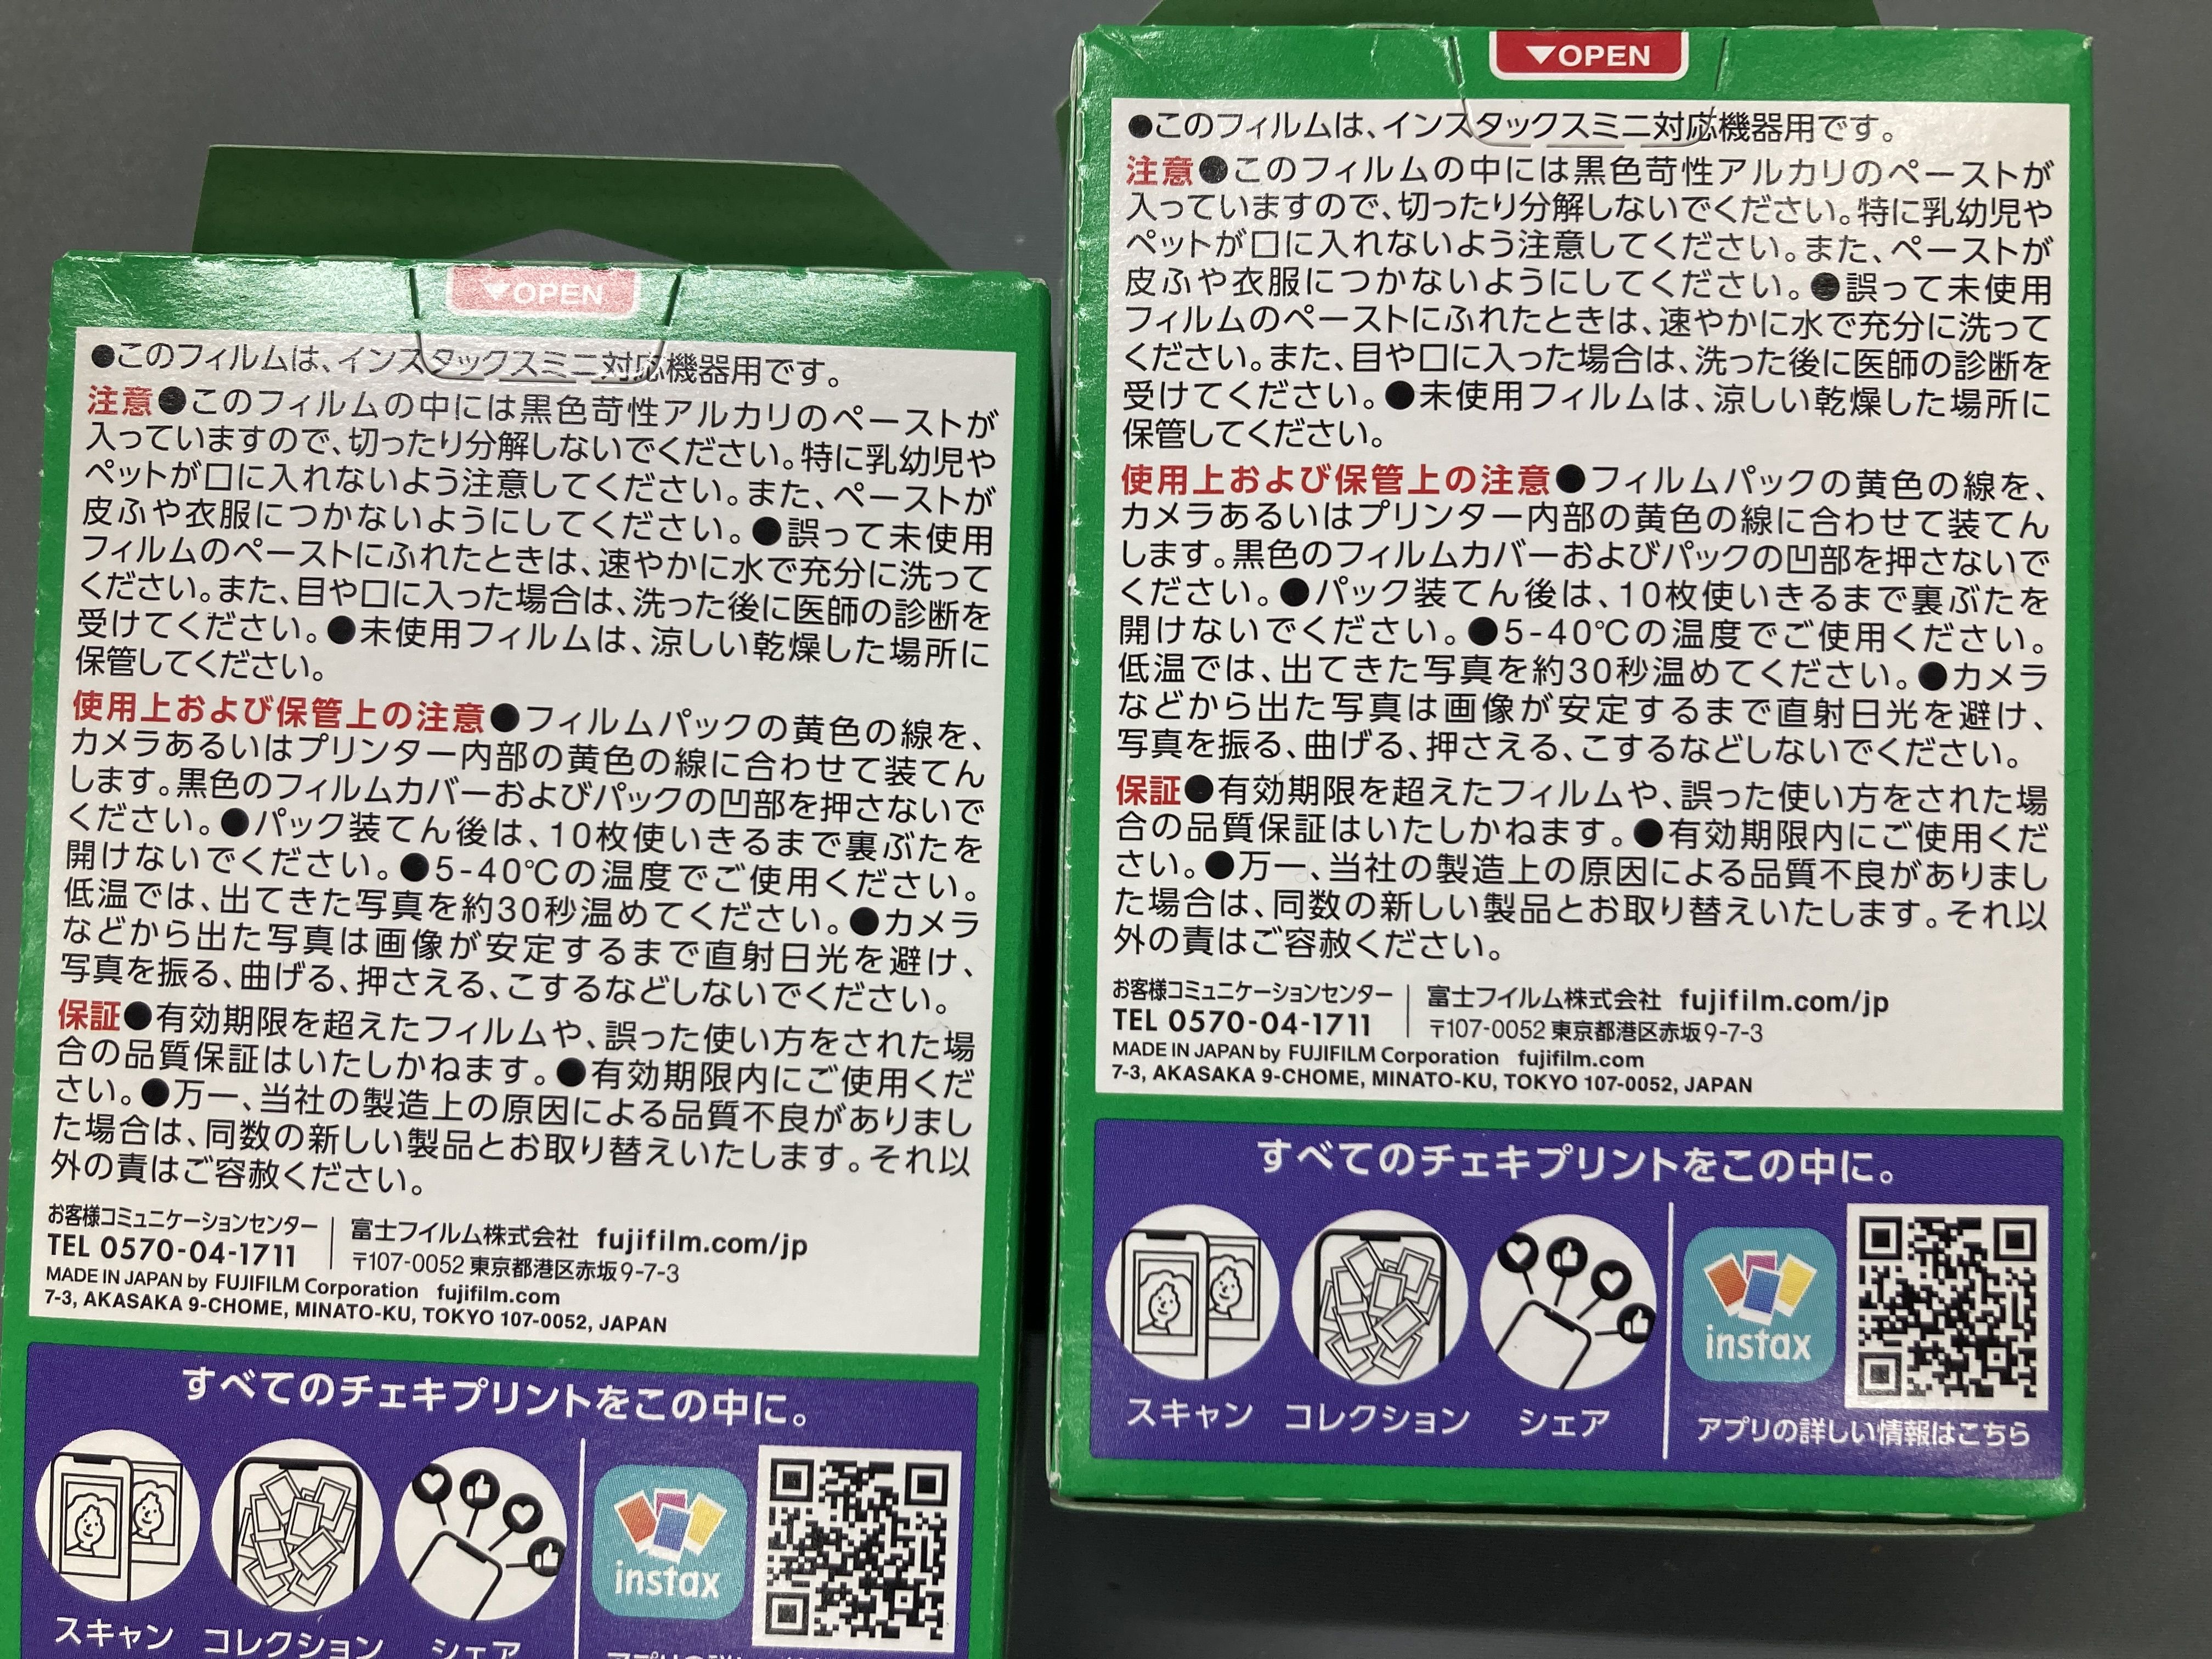 ▼OPEN
●このフィルムは、インスタックスミニ対応機器用です。
注意●このフィルムの中には黒色苛性アルカリのペーストが
入っていますので、切ったり分解しないでください。特に乳幼児や
ペットが口に入れないよう注意してください。また、ペーストが
皮ふや衣服につかないようにしてください。●誤って未使用
フィルムのペーストにふれたときは、速やかに水で充分に洗って
ください。また、目や口に入った場合は、洗った後に医師の診断を
受けてください。●未使用フィルムは、涼しい乾燥した場所に
保管してください。
使用上および保管上の注意●フィルムパックの黄色の線を、
カメラあるいはプリンター内部の黄色の線に合わせて装てん
します。黒色のフィルムカバーおよびパックの凹部を押さないで
ください。●パック装てん後は、10枚使いきるまで裏ぶたを
開けないでください。●5-40℃の温度でご使用ください。
低温では、出てきた写真を約30秒温めてください。●カメラ
などから出た写真は画像が安定するまで直射日光を避け、
写真を振る、曲げる、押さえる、こするなどしないでください。
保証●有効期限を超えたフィルムや、誤った使い方をされた場
合の品質保証はいたしかねます。●有効期限内にご使用くだ
さい。●万一、当社の製造上の原因による品質不良がありまし
た場合は、同数の新しい製品とお取り替えいたします。それ以
外の責はご容赦ください。
お客様コミュニケーションセンター
TEL 0570-04-1711
富士フイルム株式会社 fujifilm.com/jp
〒107-0052 東京都港区赤坂9-7-3
MADE IN JAPAN by FUJIFILM Corporation fujifilm.com
7-3, AKASAKA 9-CHOME, MINATO-KU, TOKYO 107-0052, JAPAN
すべてのチェキプリントをこの中に。
instax
スキャン コレクション シェア
▼OPEN
●このフィルムは、インスタックスミニ対応機器用です。
注意●このフィルムの中には黒色苛性アルカリのペーストが
入っていますので、切ったり分解しないでください。特に乳幼児や
ペットが口に入れないよう注意してください。また、ペーストが
皮ふや衣服につかないようにしてください。●誤って未使用
フィルムのペーストにふれたときは、速やかに水で充分に洗って
ください。また、目や口に入った場合は、洗った後に医師の診断を
受けてください。●未使用フィルムは、涼しい乾燥した場所に
保管してください。
使用上および保管上の注意●フィルムパックの黄色の線を、
カメラあるいはプリンター内部の黄色の線に合わせて装てん
します。黒色のフィルムカバーおよびパックの凹部を押さないで
ください。●パック装てん後は、10枚使いきるまで裏ぶたを
開けないでください。●5-40℃の温度でご使用ください。
低温では、出てきた写真を約30秒温めてください。●カメラ
などから出た写真は画像が安定するまで直射日光を避け、
写真を振る、曲げる、押さえる、こするなどしないでください。
保証●有効期限を超えたフィルムや、誤った使い方をされた場
合の品質保証はいたしかねます。●有効期限内にご使用くだ
さい。●万一、当社の製造上の原因による品質不良がありまし
た場合は、同数の新しい製品とお取り替えいたします。それ以
外の責はご容赦ください。
お客様コミュニケーションセンター
TEL 0570-04-1711
富士フイルム株式会社 fujifilm.com/jp
〒107-0052 東京都港区赤坂9-7-3
MADE IN JAPAN by FUJIFILM Corporation fujifilm.com
7-3, AKASAKA 9-CHOME, MINATO-KU, TOKYO 107-0052, JAPAN
すべてのチェキプリントをこの中に。
instax
スキャン コレクション シェア
アプリの詳しい情報はこちら